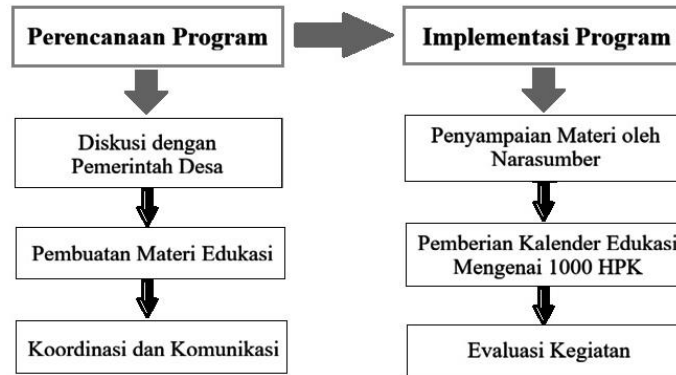 Perencanaan Program
Diskusi dengan
Pemerintah Desa
Pembuatan Materi Edukasi
Koordinasi dan Komunikasi
Implementasi Program
Penyampaian Materi oleh
Narasumber
Pemberian Kalender Edukasi
Mengenai 1000 HPK
Evaluasi Kegiatan